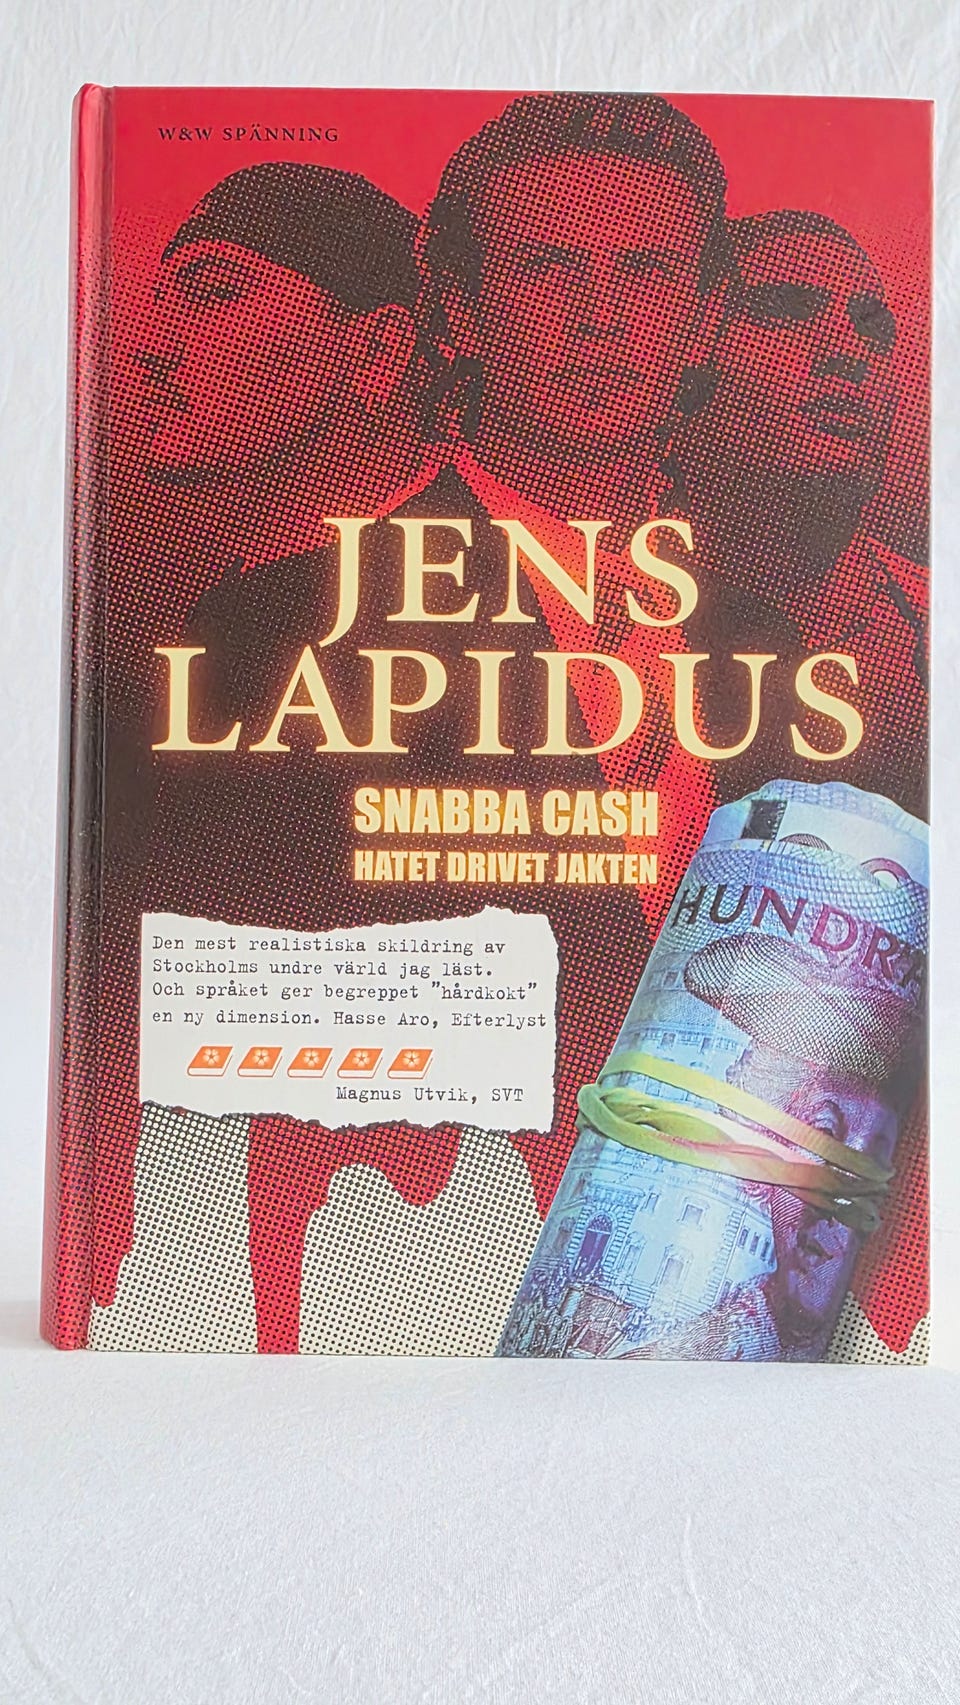 W&W SPÄNNING
JENS
LAPIDUS
SNABBA CASH
HATET DRIVET JAKTEN
Den mest realistiska skildring av
Stockholms undre värld jag läst.
Och språket ger begreppet "hårdkokt"
en ny dimension. Hasse Aro, Efterlyst
Magnus Utvik, SVT
HUNDRA